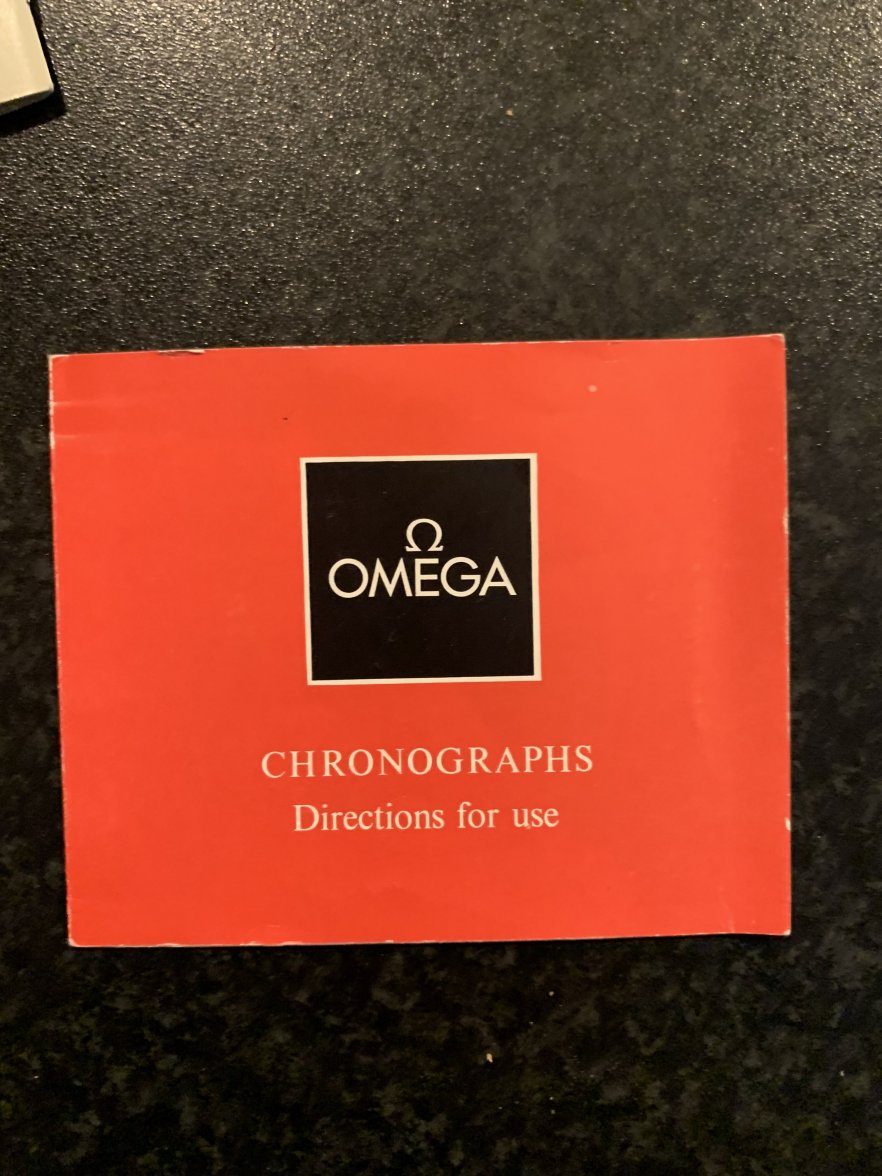 Ω
OMEGA
CHRONOGRAPHS
Directions for use